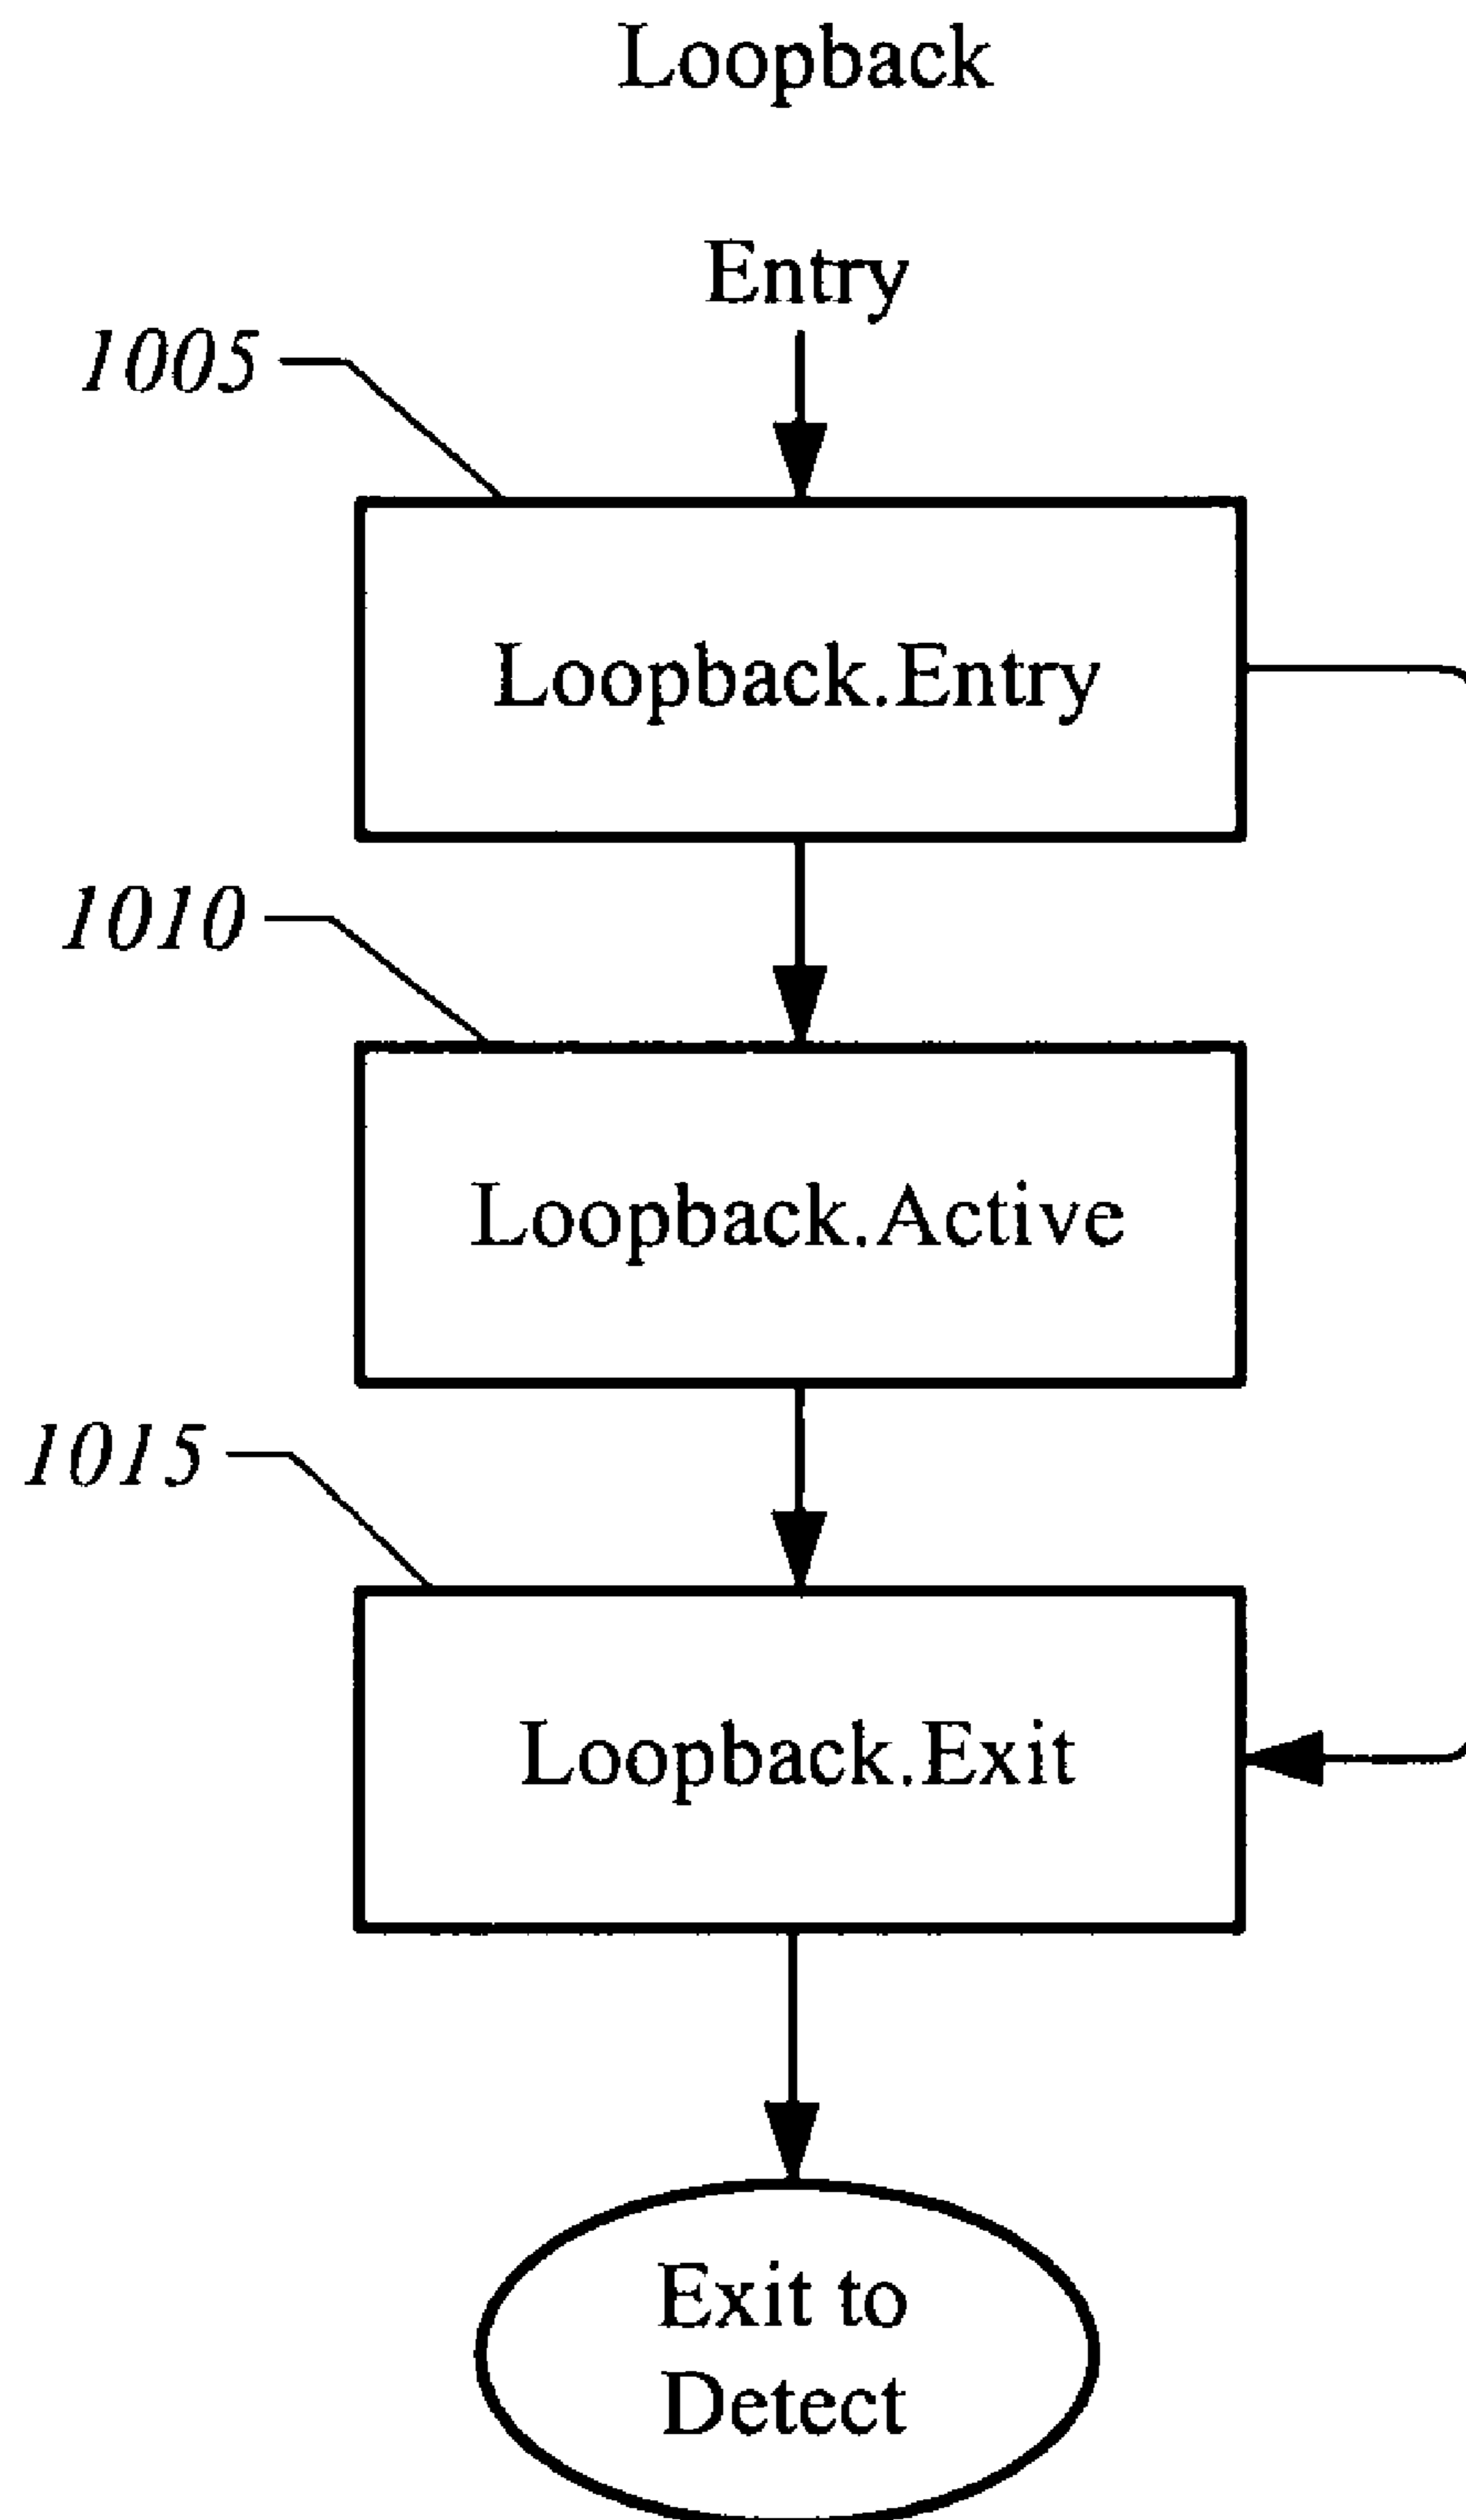 Loopback
Entry
1005
Loopback.Entry
1010
Loopback.Active
1015
Loopback.Exit
Exit to
Detect